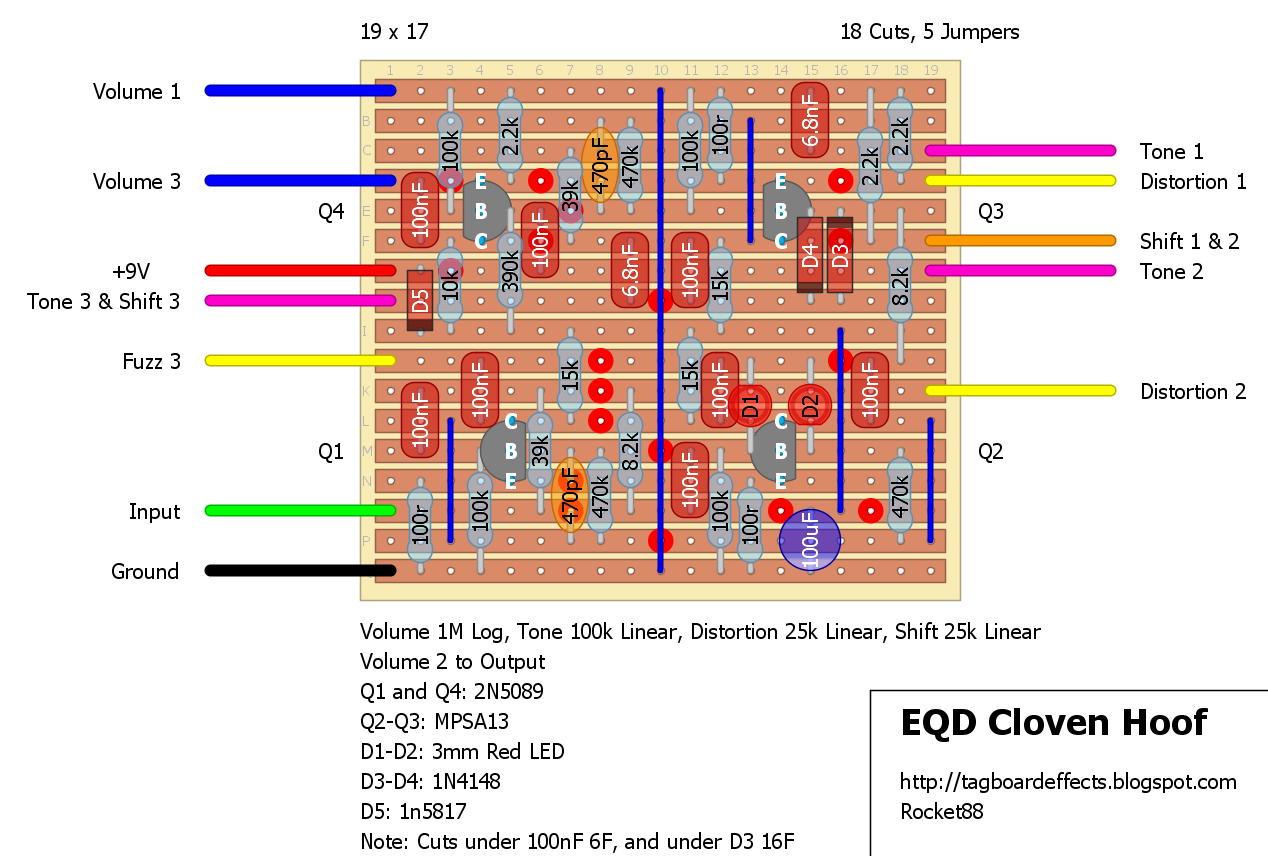 19 x 17
18 Cuts, 5 Jumpers
1 2 3 4 5 6 7 8 9 10 11 12 13 14 15 16 17 18 19
Volume 1
B
C
Tone 1
Volume 3
Distortion 1
Q4
E
Q3
F
Shift 1 & 2
+9V
Tone 2
Tone 3 & Shift 3
I
Fuzz 3
K
Distortion 2
L
Q1
M
Q2
N
Input
P
Ground
100k
2.2k
470pF
470k
100k
100r
6.8nF
2.2k
2.2k
100nF
E
B
C
39k
100nF
E
B
C
D5
10k
390k
6.8nF
100nF
15k
D4
D3
8.2k
100nF
100nF
15k
15k
100nF
D1
D2
100nF
C
B
E
39k
8.2k
C
B
E
100r
100k
470pF
470k
100nF
100k
100r
100uF
470k
Volume 1M Log, Tone 100k Linear, Distortion 25k Linear, Shift 25k Linear
Volume 2 to Output
Q1 and Q4: 2N5089
Q2-Q3: MPSA13
D1-D2: 3mm Red LED
D3-D4: 1N4148
D5: 1n5817
Note: Cuts under 100nF 6F, and under D3 16F
EQD Cloven Hoof
http://tagboardeffects.blogspot.com
Rocket88